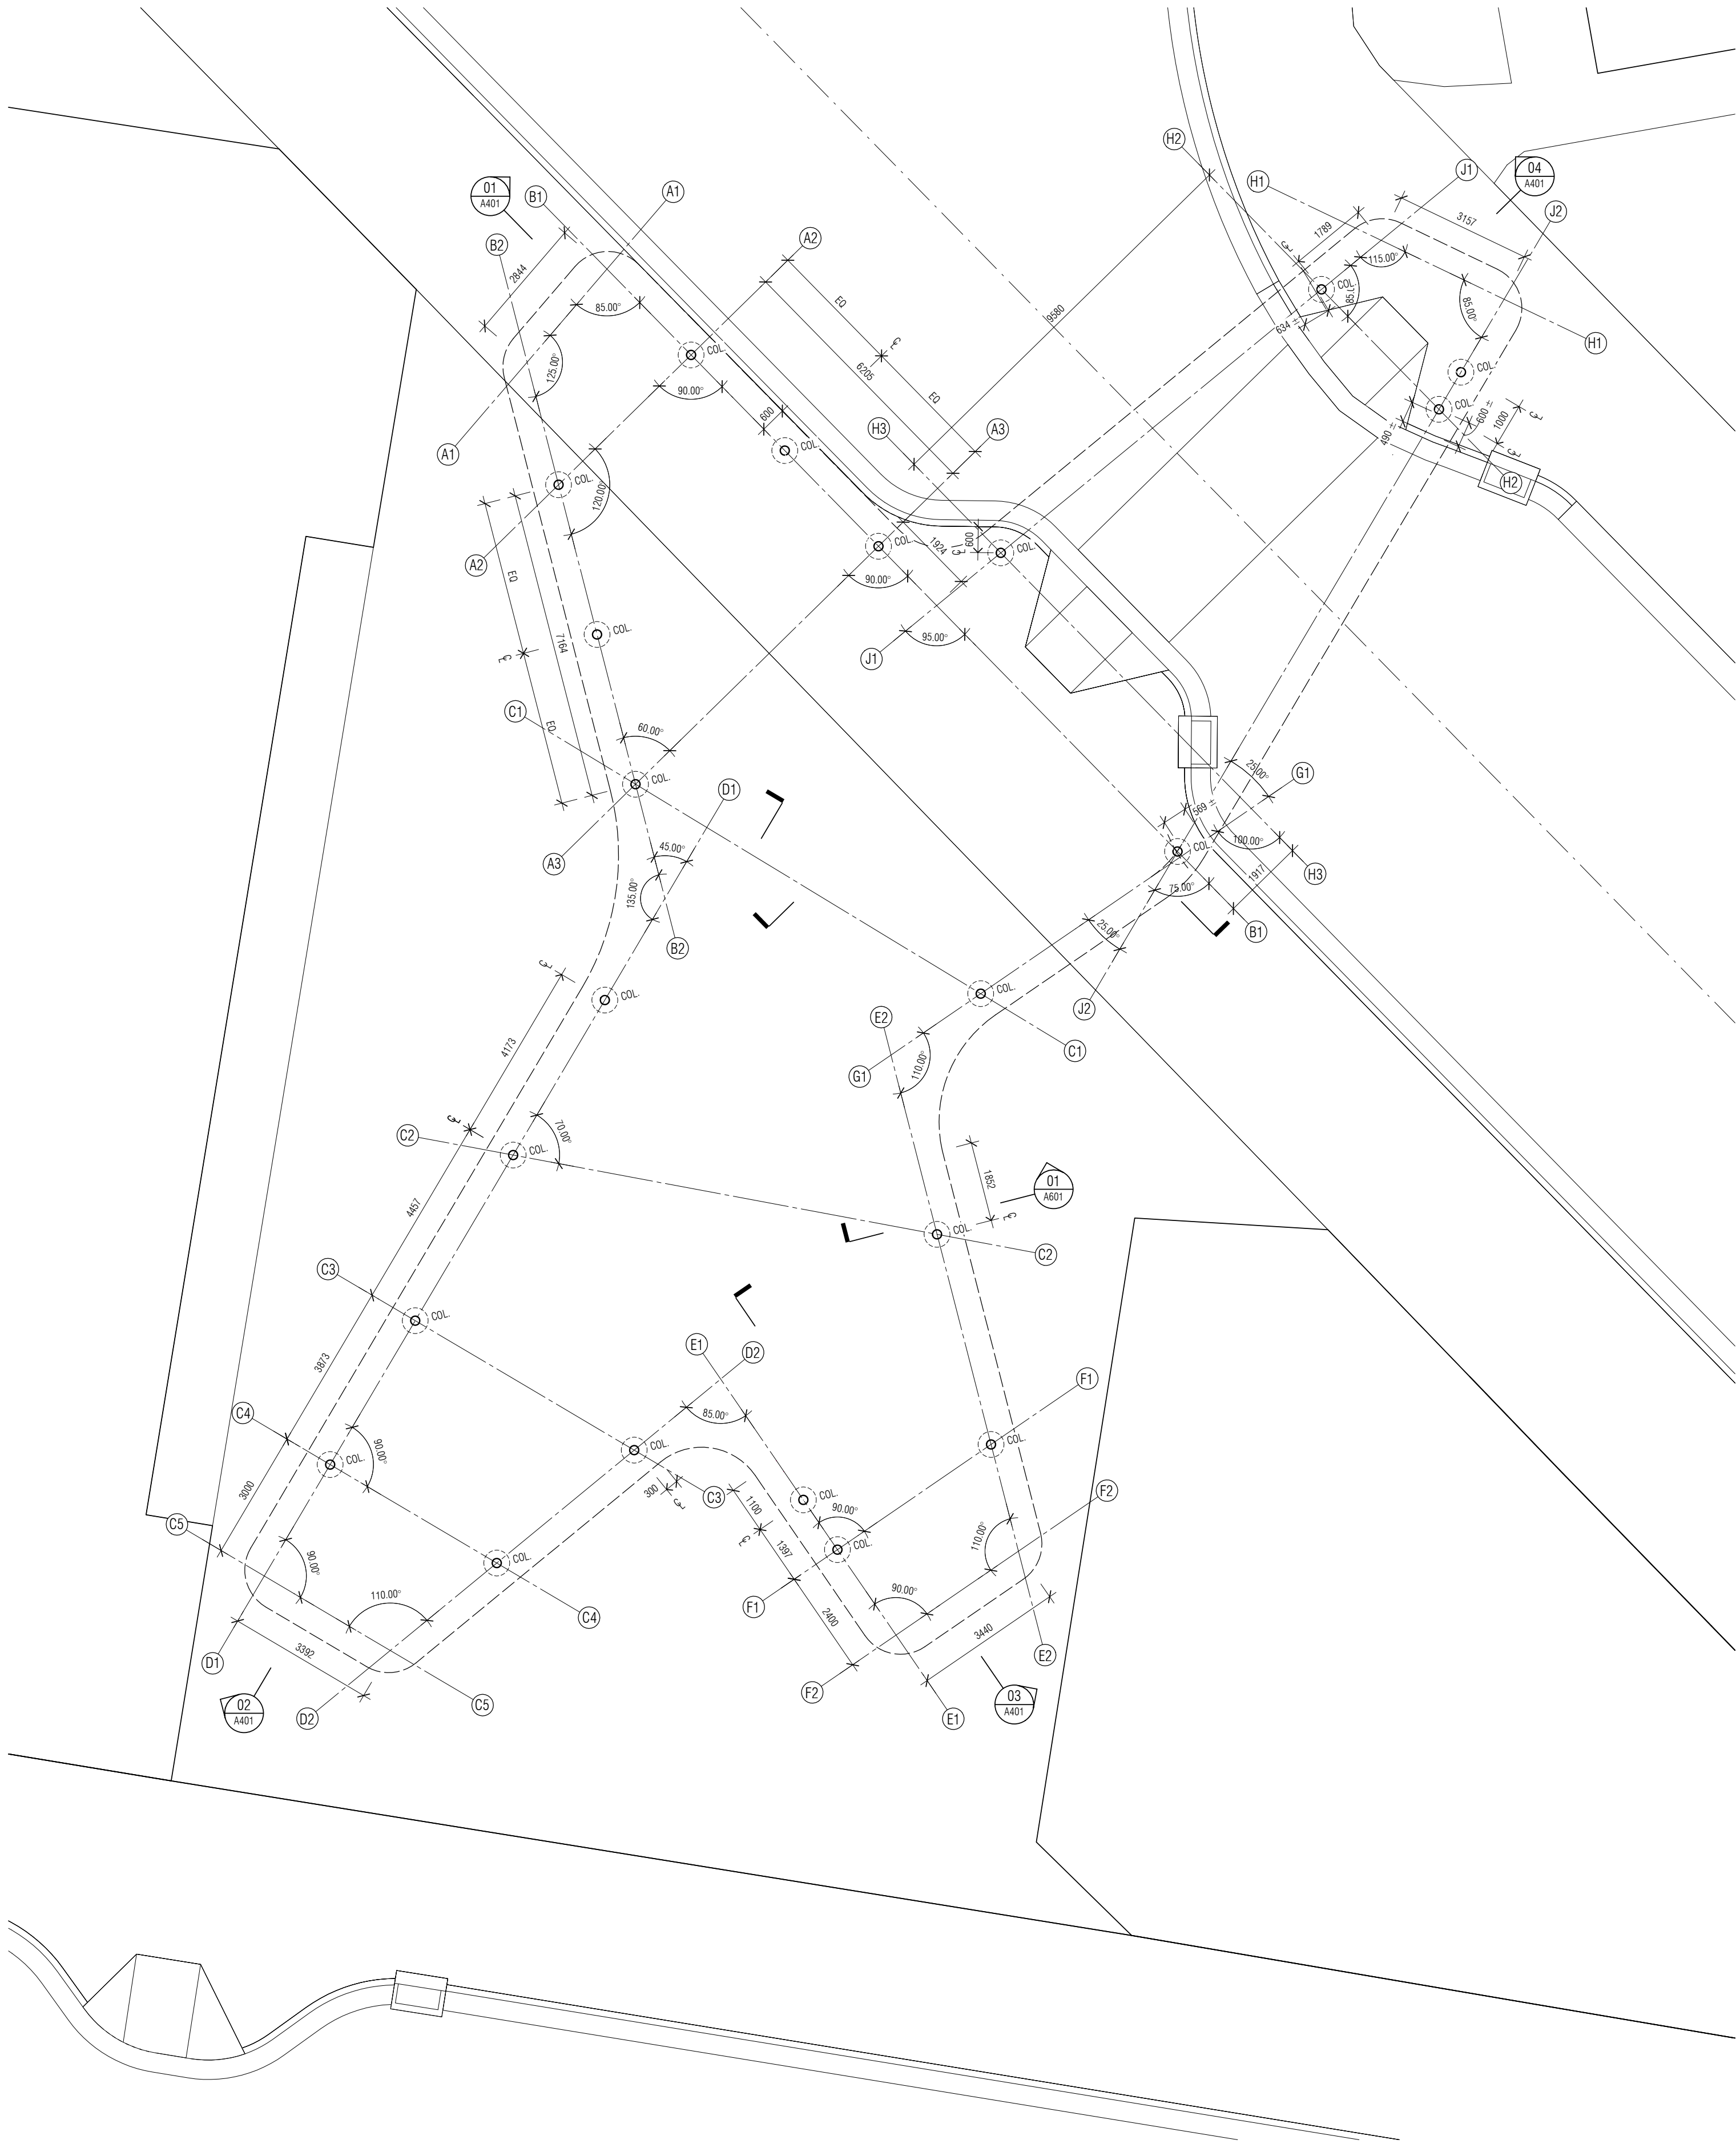 H2
J1
04
A401
H1
01
A401
B1
A1
J2
3157
1789
A2
B2
℄
115.00°
2844
COL.
85.00°
EQ
9580
85.00°
634 ±
H1
℄
COL.
6205
125.00°
COL.
90.00°
EQ
600
COL.
600 ±
1000
℄
H3
A3
490 ±
℄
A1
COL.
COL.
H2
120.00°
600
COL.
1924
℄
COL.
A2
EQ
90.00°
COL.
95.00°
7164
℄
J1
C1
EQ
60.00°
25.00°
G1
COL.
D1
569 ±
100.00°
45.00°
COL.
A3
H3
135.00°
75.00°
1917
B2
25.00°
B1
℄
COL.
COL.
J2
E2
4173
C1
110.00°
G1
℄
70.00°
C2
COL.
1852
01
A601
4457
℄
COL.
C2
C3
COL.
E1
D2
3873
F1
C4
85.00°
90.00°
COL.
COL.
COL.
3000
300
℄
C3
F2
C5
1100
COL.
90.00°
℄
1397
COL.
110.00°
90.00°
COL.
110.00°
90.00°
F1
C4
2400
3392
3440
E2
D1
F2
02
A401
D2
C5
E1
03
A401